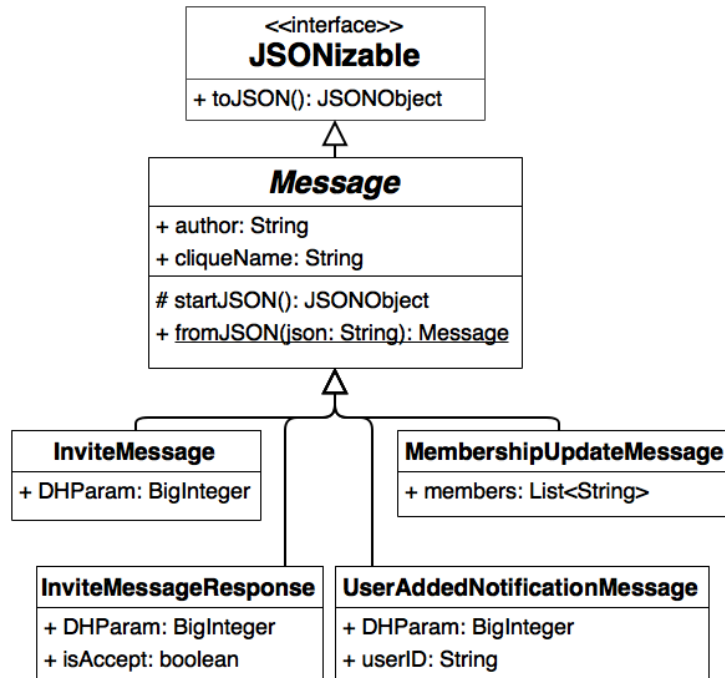 <<interface>>
JSONizable
+ toJSON(): JSONObject
Message
+ author: String
+ cliqueName: String
# startJSON(): JSONObject
+ fromJSON(json: String): Message
InviteMessage
+ DHParam: BigInteger
MembershipUpdateMessage
+ members: List<String>
InviteMessageResponse
+ DHParam: BigInteger
+ isAccept: boolean
UserAddedNotificationMessage
+ DHParam: BigInteger
+ userID: String